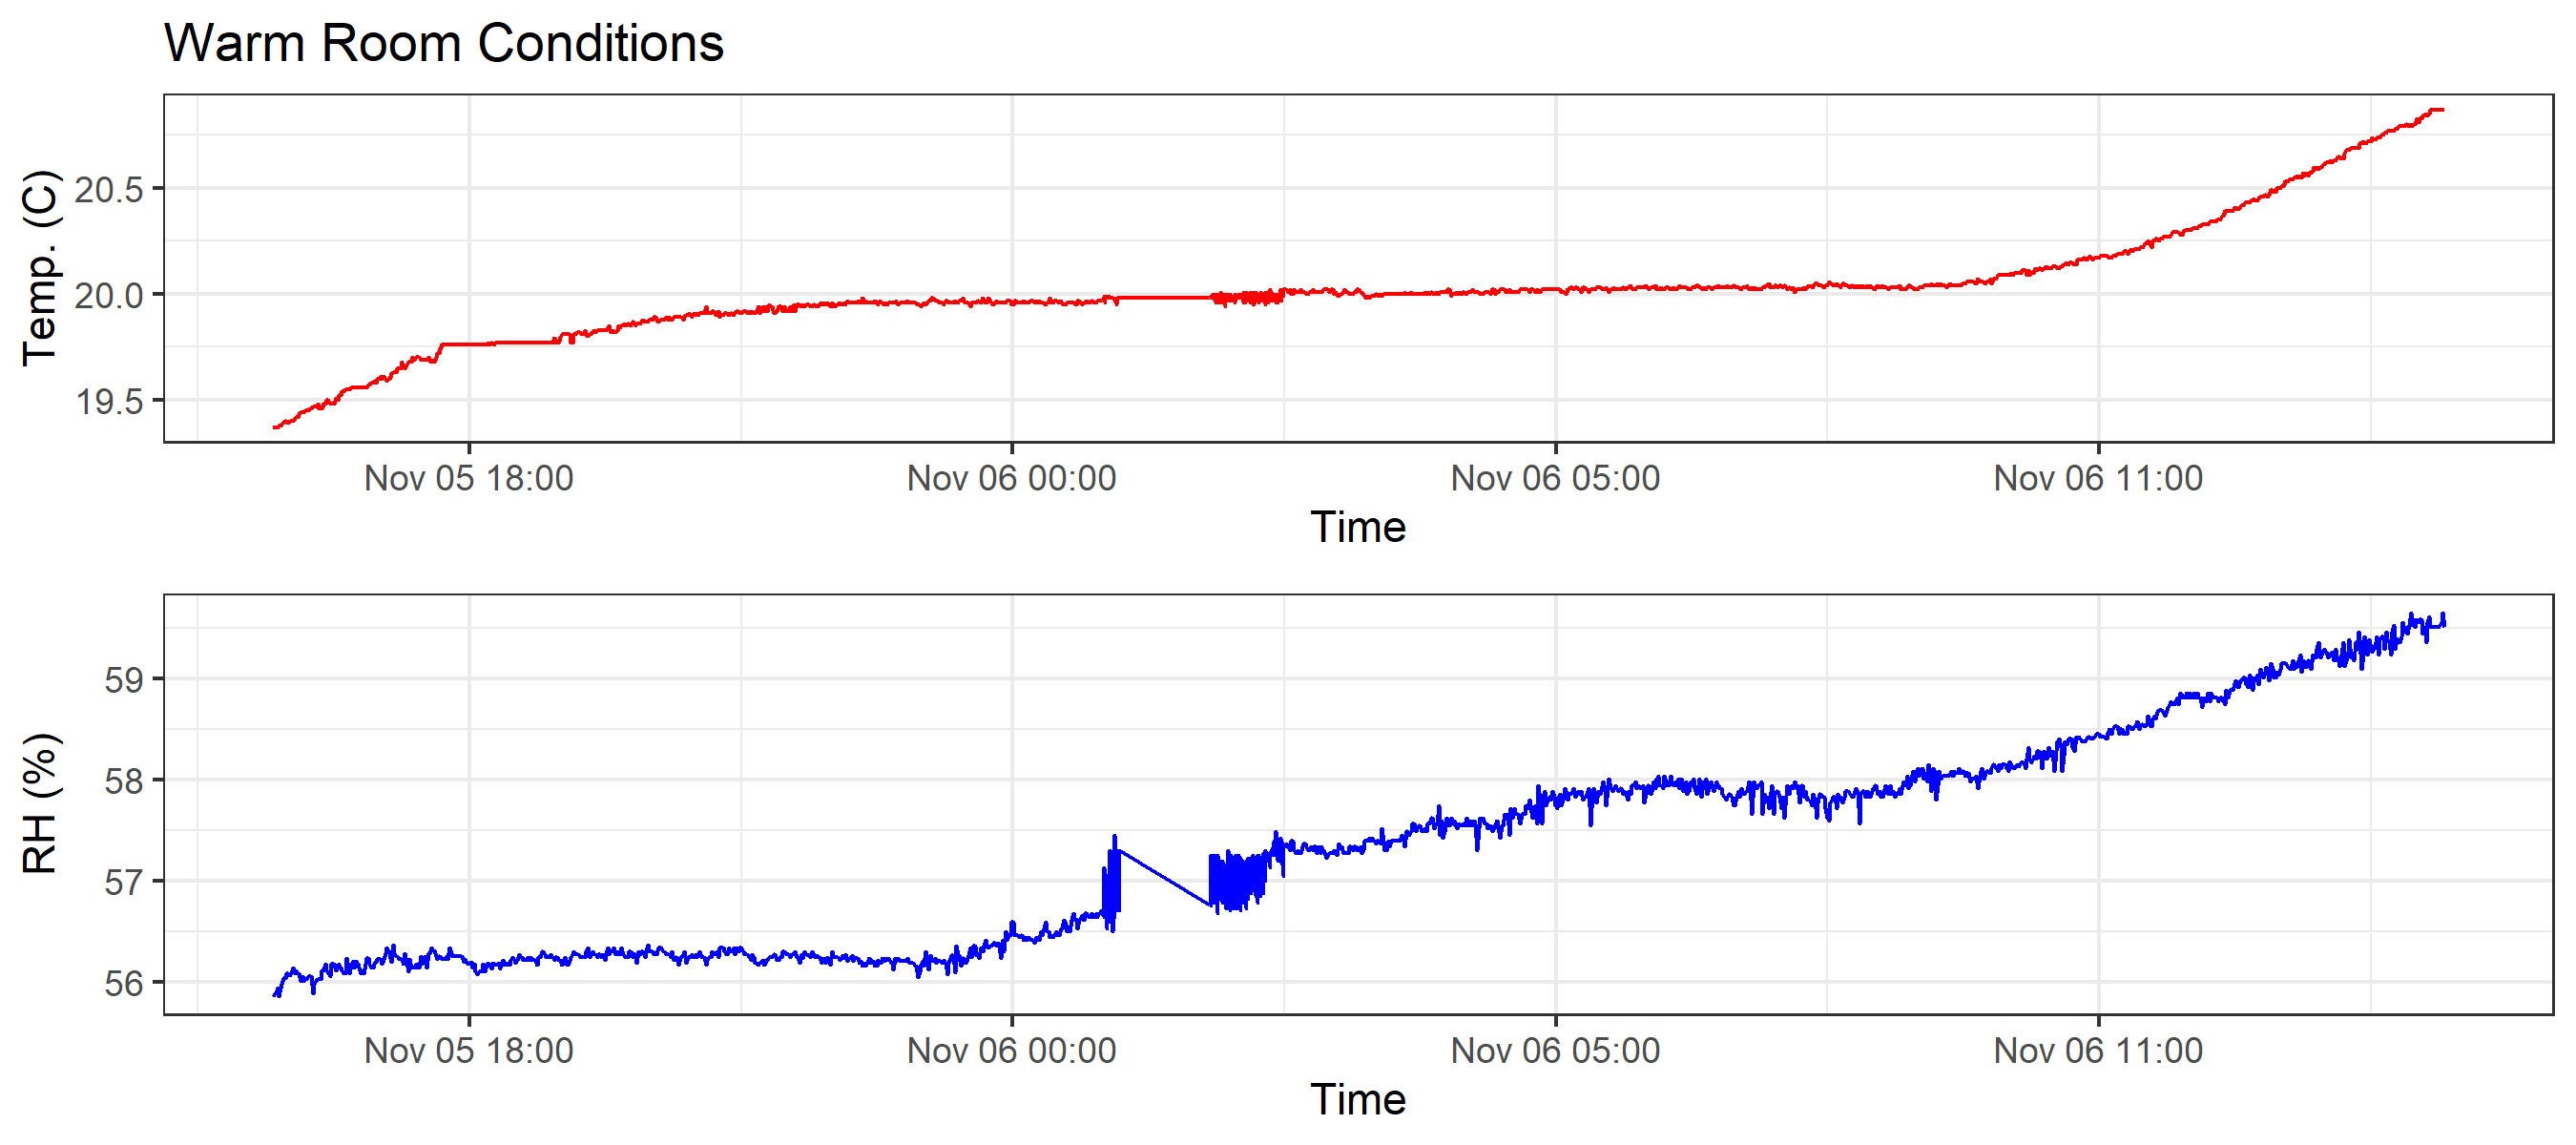 Warm Room Conditions
Temp. (C)
20.5
20.0
19.5
Nov 05 18:00 Nov 06 00:00 Nov 06 05:00 Nov 06 11:00
Time
RH (%)
59
58
57
56
Nov 05 18:00 Nov 06 00:00 Nov 06 05:00 Nov 06 11:00
Time